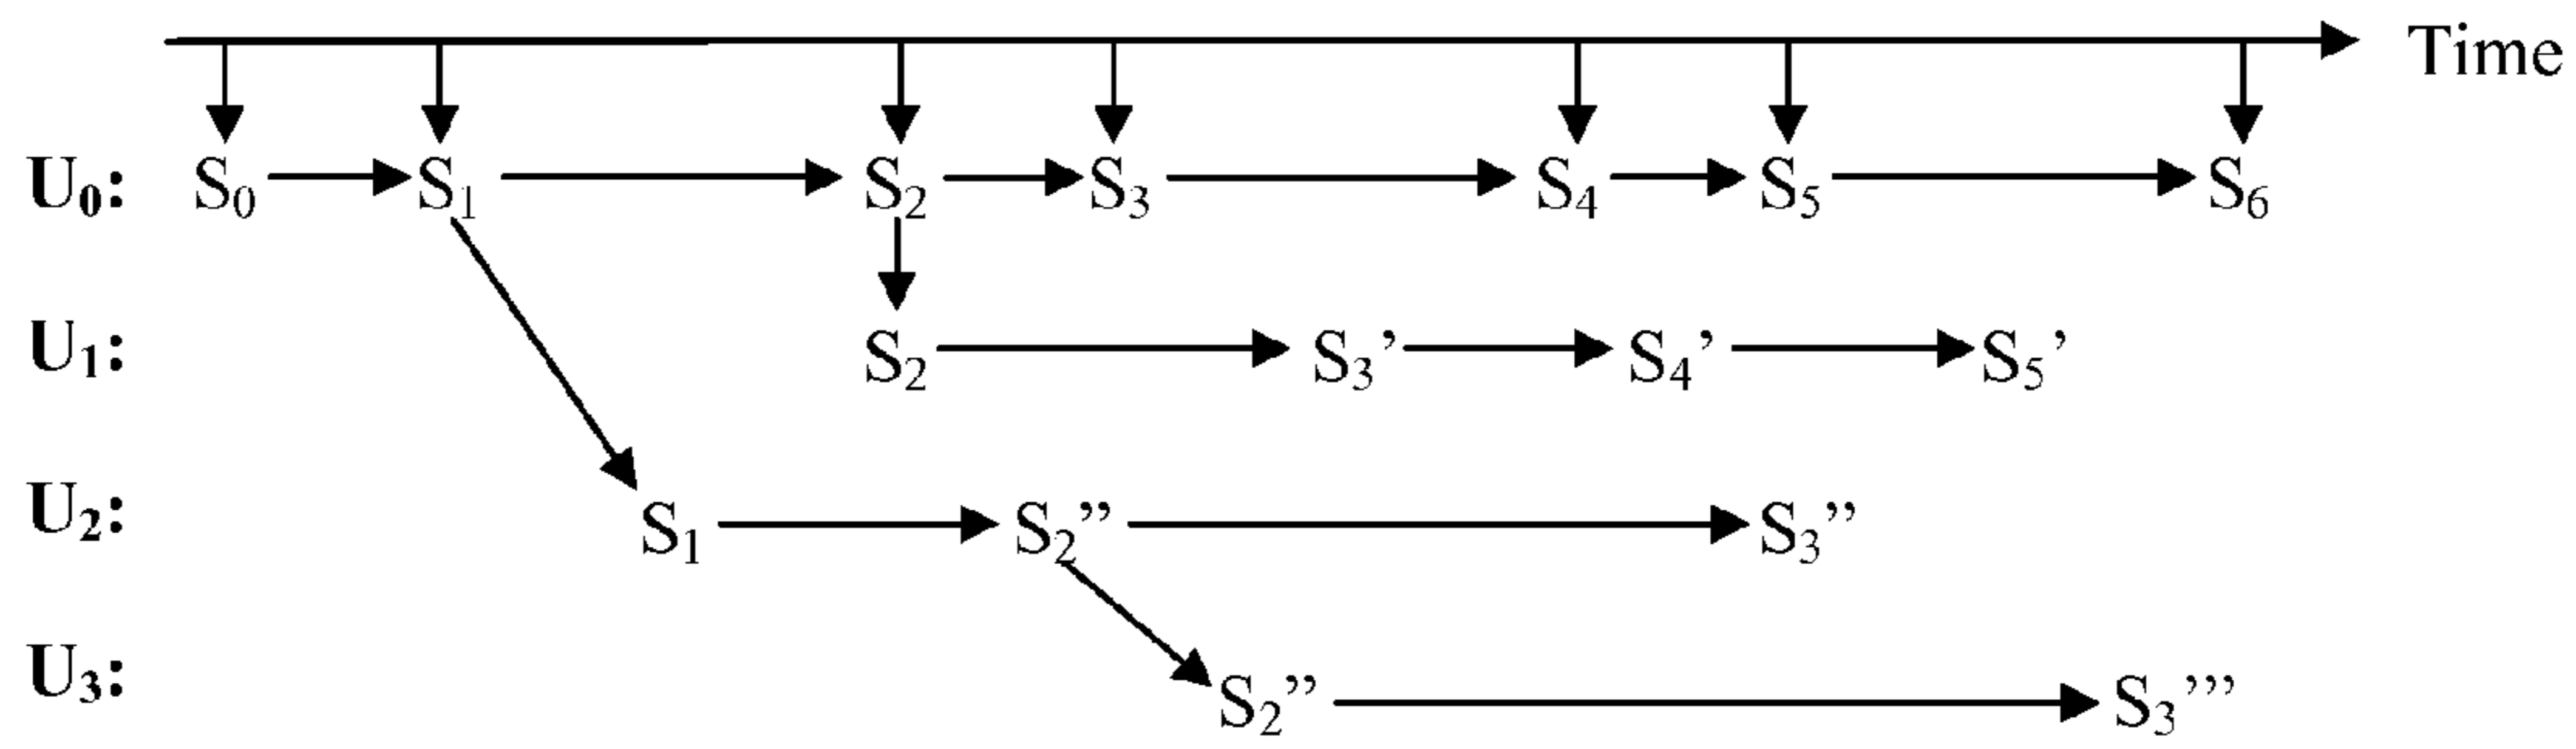 Time
U₀: S₀ S₁ S₂ S₃ S₄ S₅ S₆
U₁: S₂ S₃’ S₄’ S₅’
U₂: S₁ S₂” S₃”
U₃: S₂” S₃”’